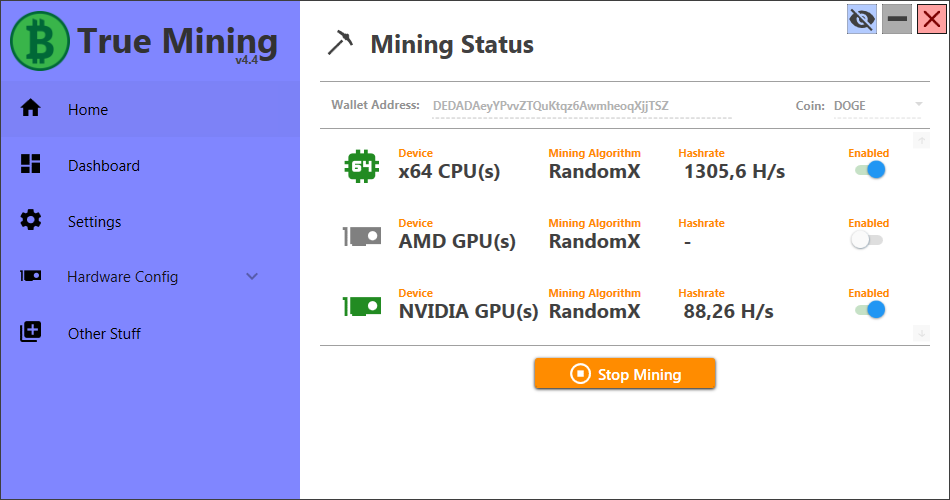 True Mining
v4.4
Home
Dashboard
Settings
Hardware Config
Other Stuff
Mining Status
Wallet Address: DEDADAeyYPvvZTQuKtqz6AwmheoqXjjTSZ Coin: DOGE
Device Mining Algorithm Hashrate Enabled
64 x64 CPU(s) RandomX 1305,6 H/s
Device Mining Algorithm Hashrate Enabled
AMD GPU(s) RandomX -
Device Mining Algorithm Hashrate Enabled
NVIDIA GPU(s) RandomX 88,26 H/s
Stop Mining